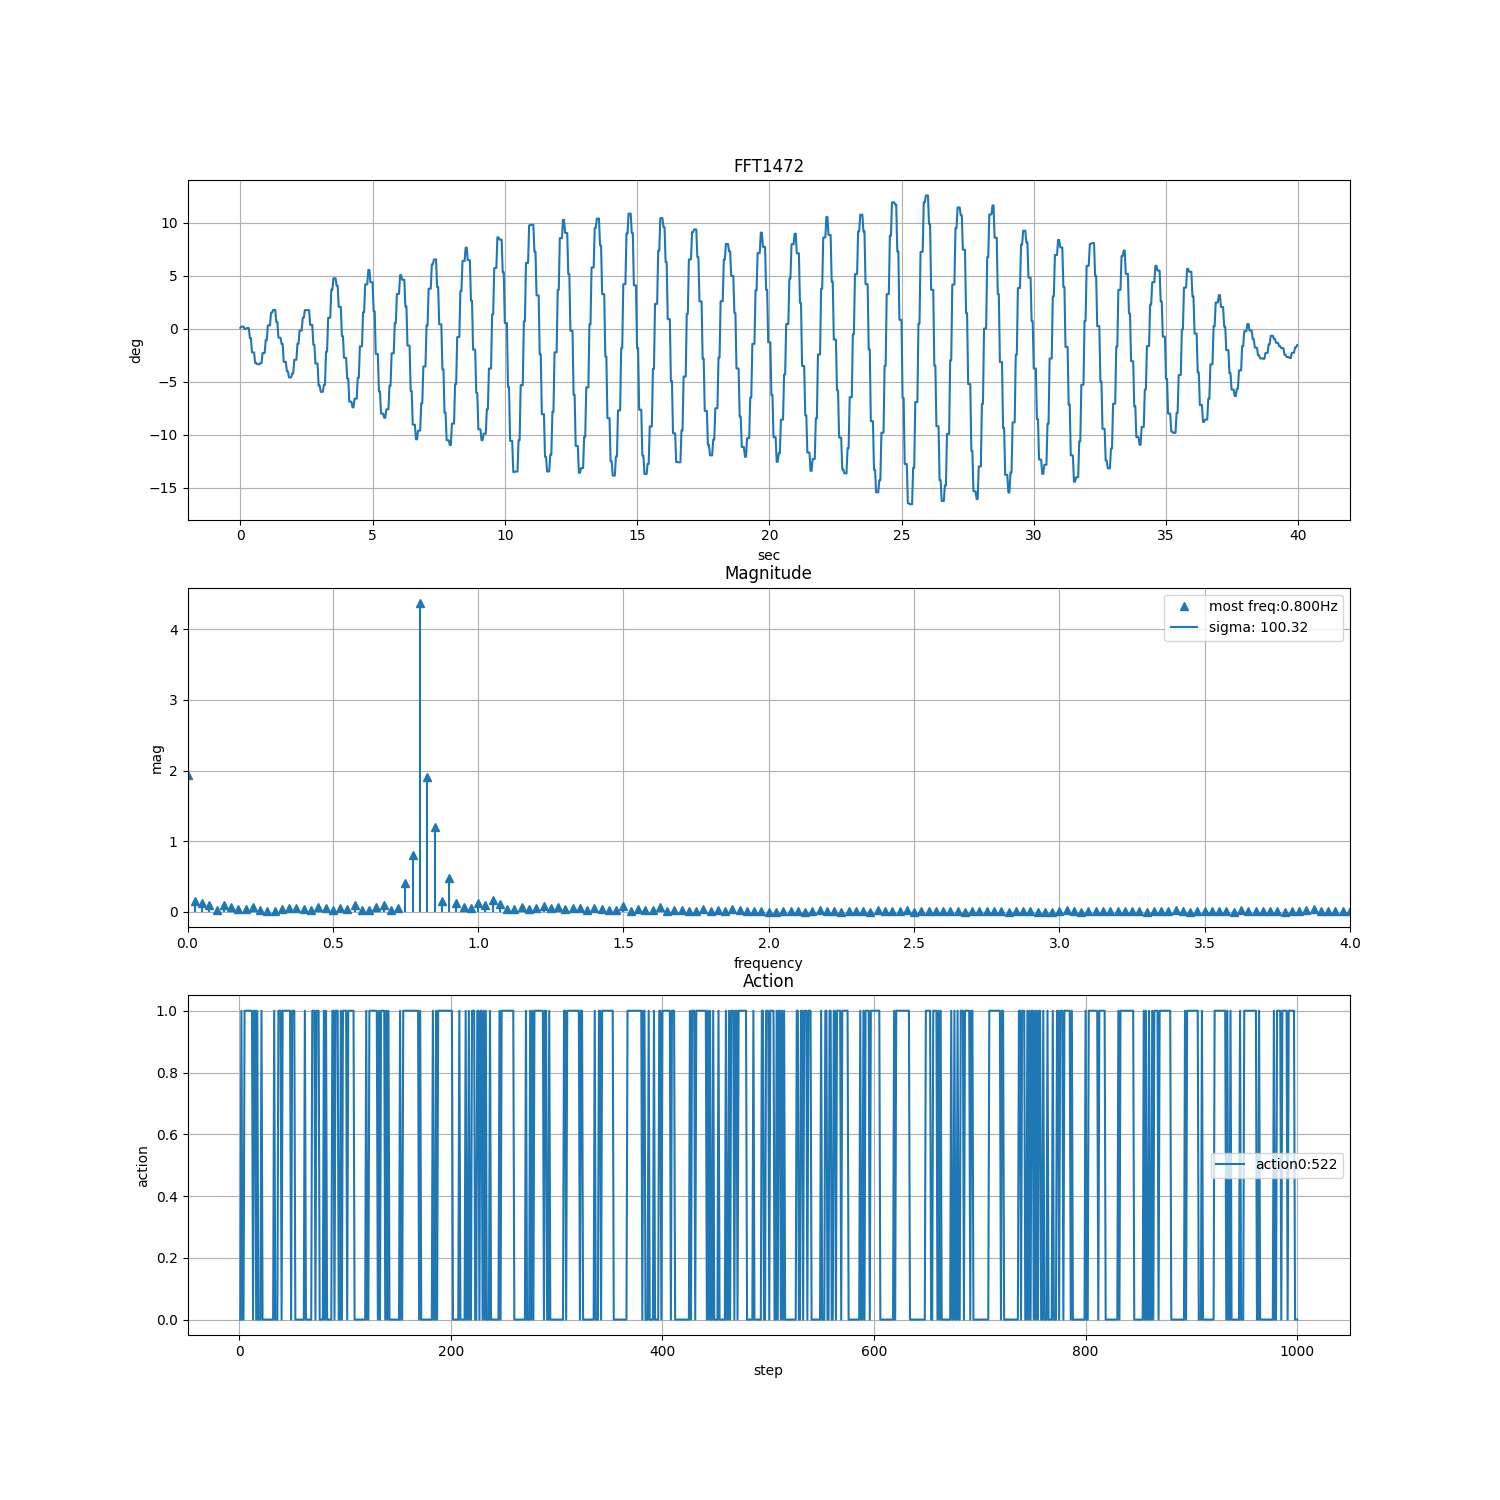 FFT1472
10
5
0
−5
−10
−15
deg
0 5 10 15 20 25 30 35 40
sec
Magnitude
most freq:0.800Hz
sigma: 100.32
4
3
2
1
0
mag
0.0 0.5 1.0 1.5 2.0 2.5 3.0 3.5 4.0
frequency
Action
1.0
0.8
0.6
0.4
0.2
0.0
action
action0:522
0 200 400 600 800 1000
step